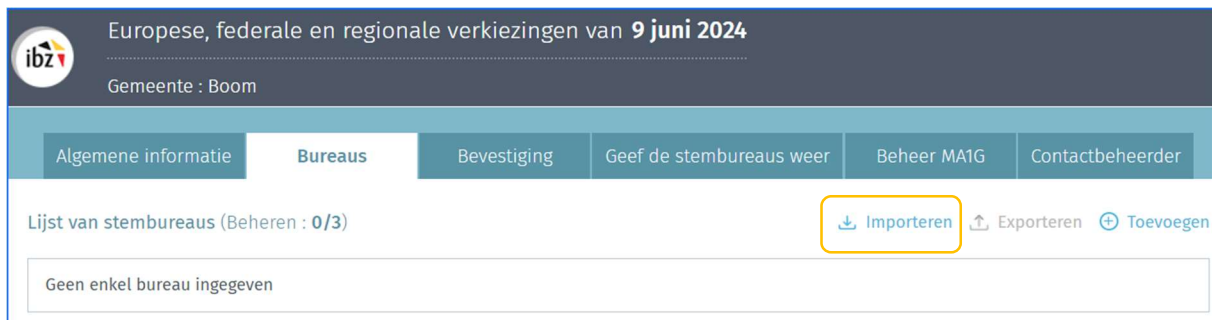 Europese, federale en regionale verkiezingen van 9 juni 2024
ibz
Gemeente : Boom
Algemene informatie Bureaus Bevestiging Geef de stembureaus weer Beheer MA1G Contactbeheerder
Lijst van stembureaus (Beheren : 0/3) Importeren Exporteren Toevoegen
Geen enkel bureau ingegeven